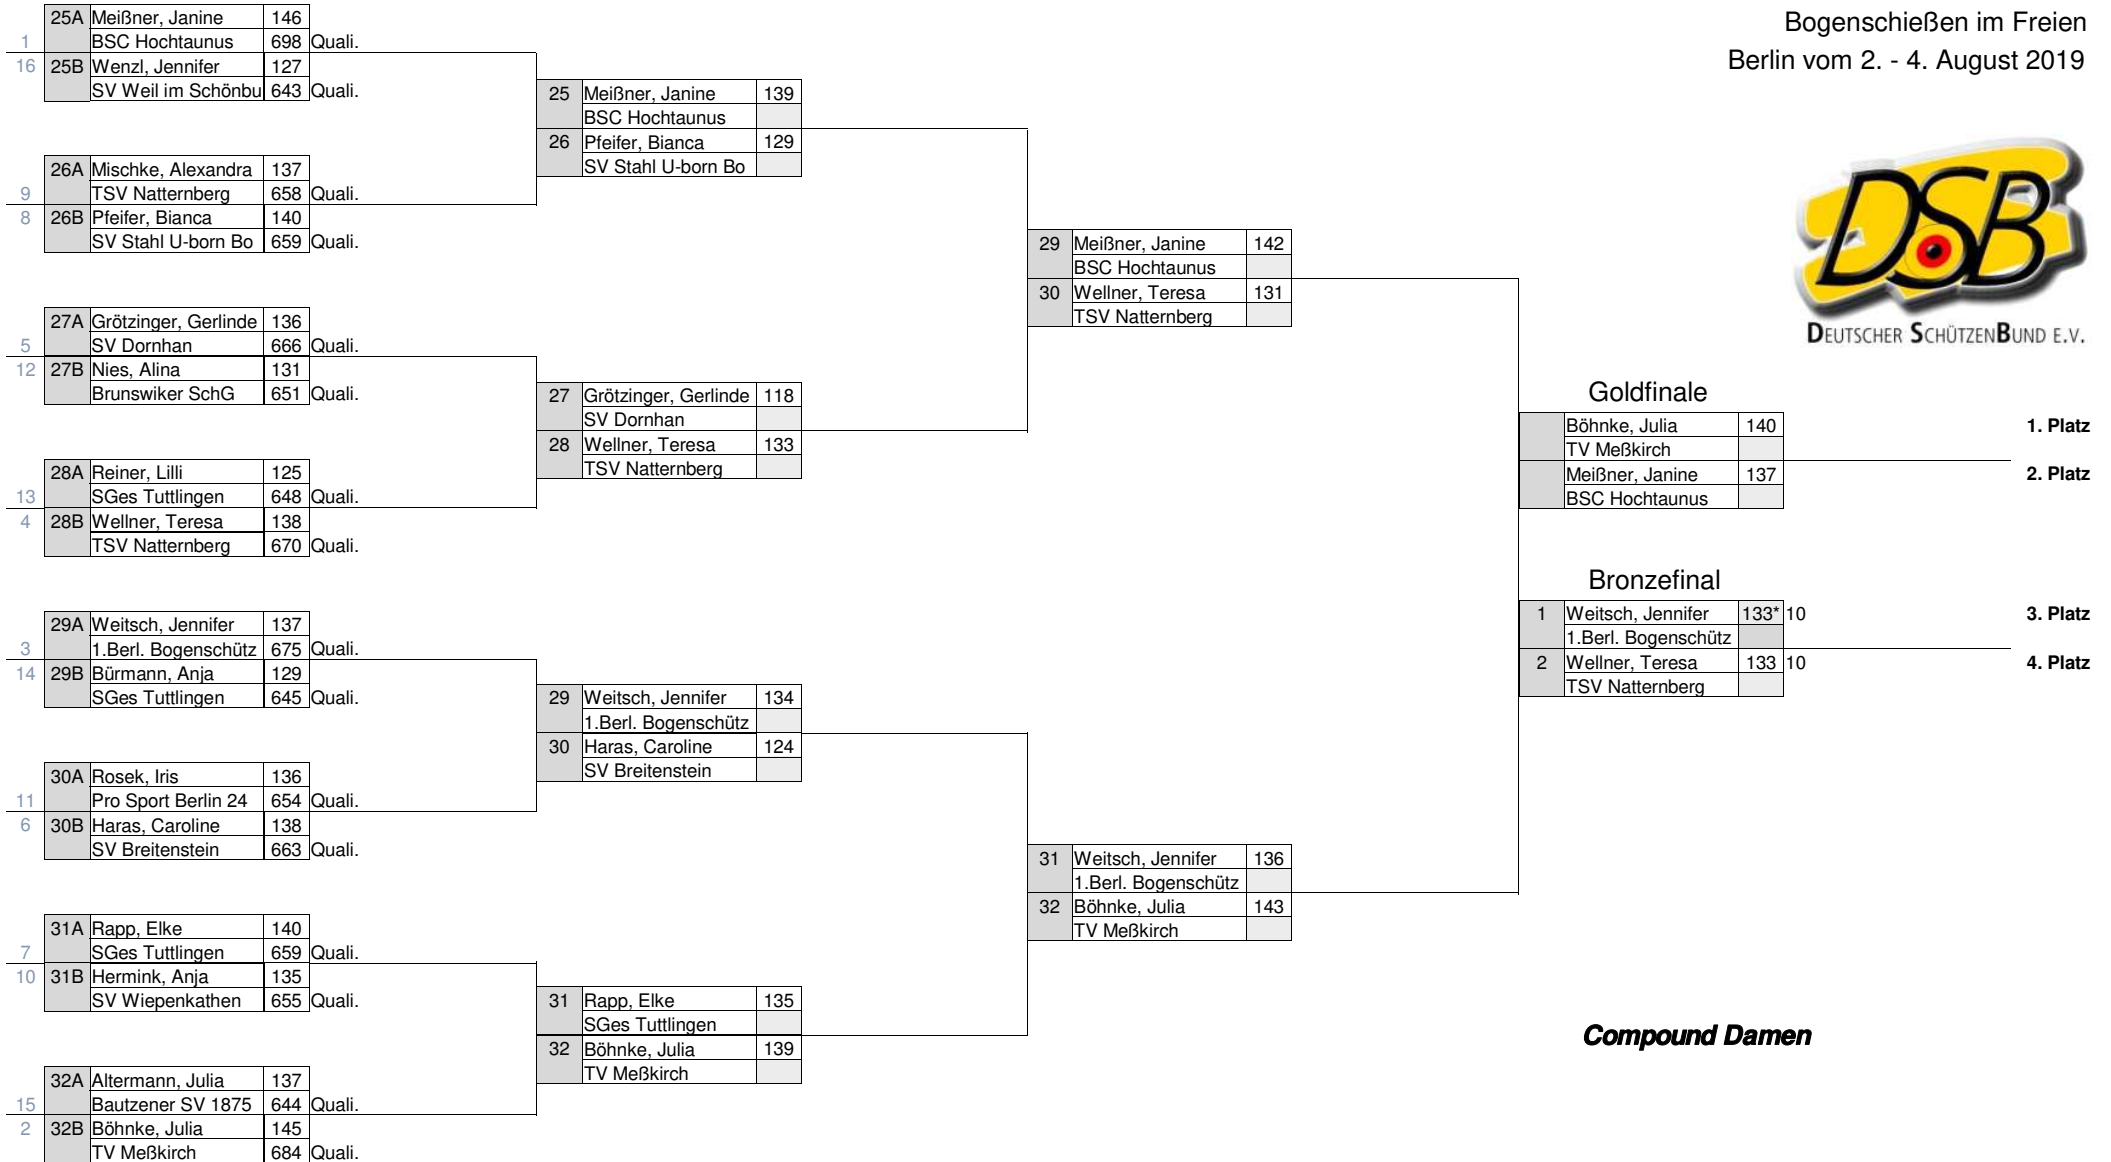 Bogenschießen im Freien
Berlin vom 2. - 4. August 2019
DSB
DEUTSCHER SCHÜTZENBUND E.V.
25A Meißner, Janine 146
1 BSC Hochtaunus 698 Quali.
16 25B Wenzl, Jennifer 127
SV Weil im Schönbu 643 Quali.
26A Mischke, Alexandra 137
9 TSV Natternberg 658 Quali.
8 26B Pfeifer, Bianca 140
SV Stahl U-born Bo 659 Quali.
27A Grötzinger, Gerlinde 136
5 SV Dornhan 666 Quali.
12 27B Nies, Alina 131
Brunswiker SchG 651 Quali.
28A Reiner, Lilli 125
13 SGes Tuttlingen 648 Quali.
4 28B Wellner, Teresa 138
TSV Natternberg 670 Quali.
29A Weitsch, Jennifer 137
3 1.Berl. Bogenschütz 675 Quali.
14 29B Bürmann, Anja 129
SGes Tuttlingen 645 Quali.
30A Rosek, Iris 136
11 Pro Sport Berlin 24 654 Quali.
6 30B Haras, Caroline 138
SV Breitenstein 663 Quali.
31A Rapp, Elke 140
7 SGes Tuttlingen 659 Quali.
10 31B Hermink, Anja 135
SV Wiepenkathen 655 Quali.
32A Altermann, Julia 137
15 Bautzener SV 1875 644 Quali.
2 32B Böhnke, Julia 145
TV Meßkirch 684 Quali.
25 Meißner, Janine 139
BSC Hochtaunus
26 Pfeifer, Bianca 129
SV Stahl U-born Bo
27 Grötzinger, Gerlinde 118
SV Dornhan
28 Wellner, Teresa 133
TSV Natternberg
29 Weitsch, Jennifer 134
1.Berl. Bogenschütz
30 Haras, Caroline 124
SV Breitenstein
31 Rapp, Elke 135
SGes Tuttlingen
32 Böhnke, Julia 139
TV Meßkirch
29 Meißner, Janine 142
BSC Hochtaunus
30 Wellner, Teresa 131
TSV Natternberg
31 Weitsch, Jennifer 136
1.Berl. Bogenschütz
32 Böhnke, Julia 143
TV Meßkirch
Goldfinale
Böhnke, Julia 140 1. Platz
TV Meßkirch
Meißner, Janine 137 2. Platz
BSC Hochtaunus
Bronzefinal
1 Weitsch, Jennifer 133* 10 3. Platz
1.Berl. Bogenschütz
2 Wellner, Teresa 133 10 4. Platz
TSV Natternberg
Compound Damen